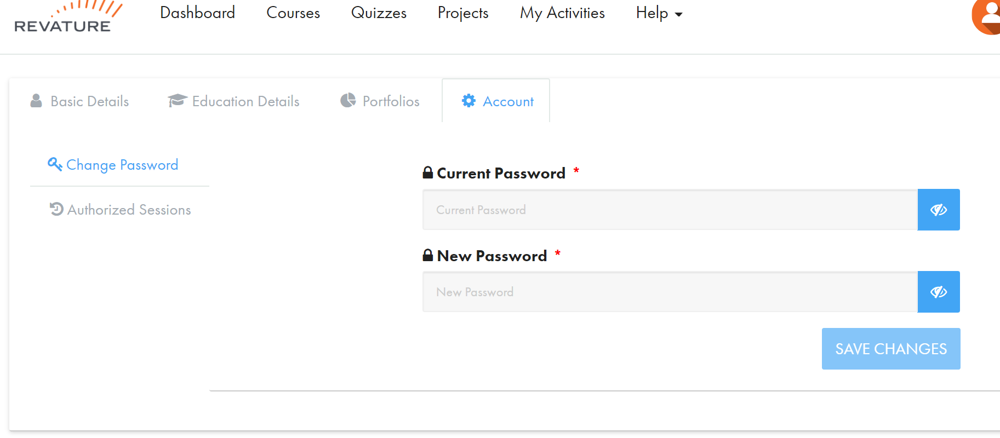 REVATURE
Dashboard Courses Quizzes Projects My Activities Help
Basic Details Education Details Portfolios Account
Change Password
Authorized Sessions
Current Password *
Current Password
New Password *
New Password
SAVE CHANGES